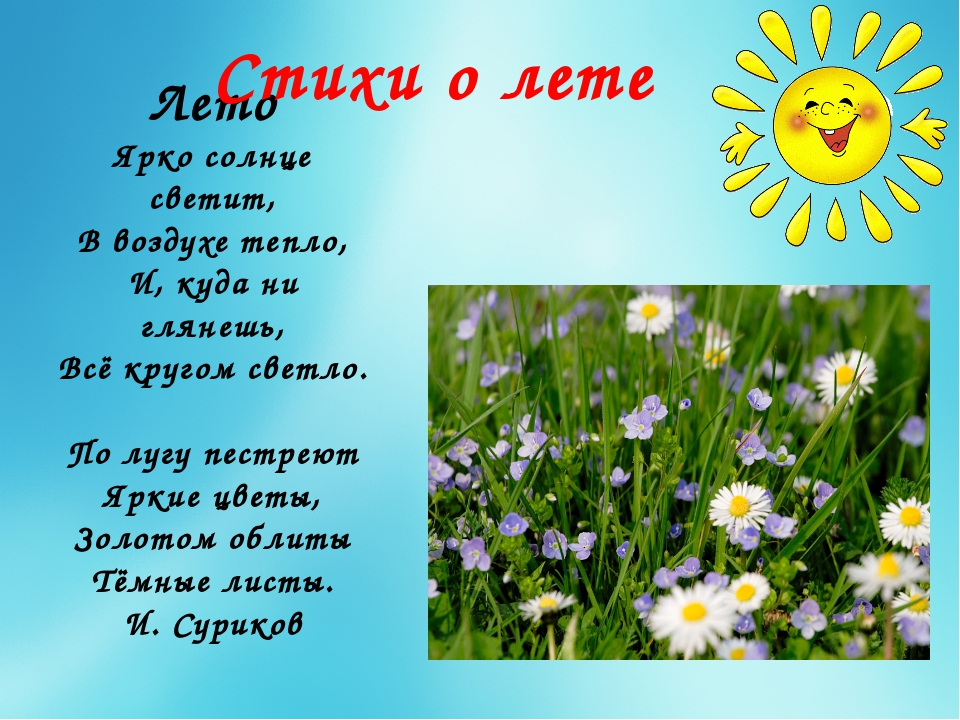 Стихи о лете
Лето
Ярко солнце
светит,
В воздухе тепло,
И, куда ни
глянешь,
Всё кругом светло.
По лугу пестреют
Яркие цветы,
Золотом облиты
Тёмные листы.
И. Суриков